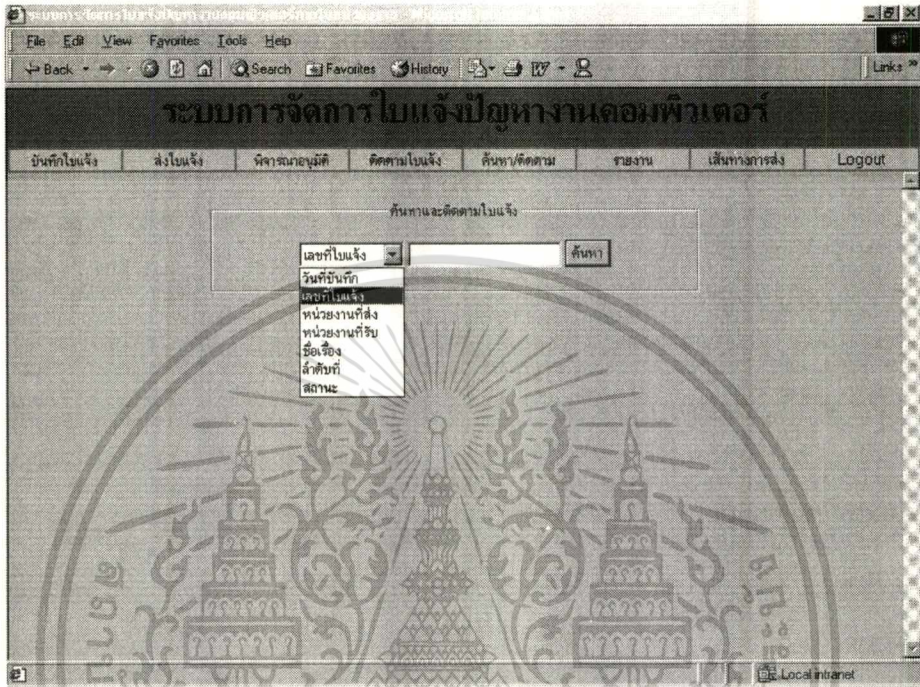 File Edit View Favorites Tools Help
Back Search Favorites History Links
ระบบการจัดการใบแจ้งปัญหางานคอมพิวเตอร์
บันทึกใบแจ้ง ส่งใบแจ้ง พิจารณาอนุมัติ ติดตามใบแจ้ง ค้นหา/ติดตาม รายงาน เส้นทางการส่ง Logout
ค้นหาและติดตามใบแจ้ง
เลขที่ใบแจ้ง ค้นหา
วันที่บันทึก
เลขที่ใบแจ้ง
หน่วยงานที่ส่ง
หน่วยงานที่รับ
ชื่อเรื่อง
ลำดับที่
สถานะ
Local intranet